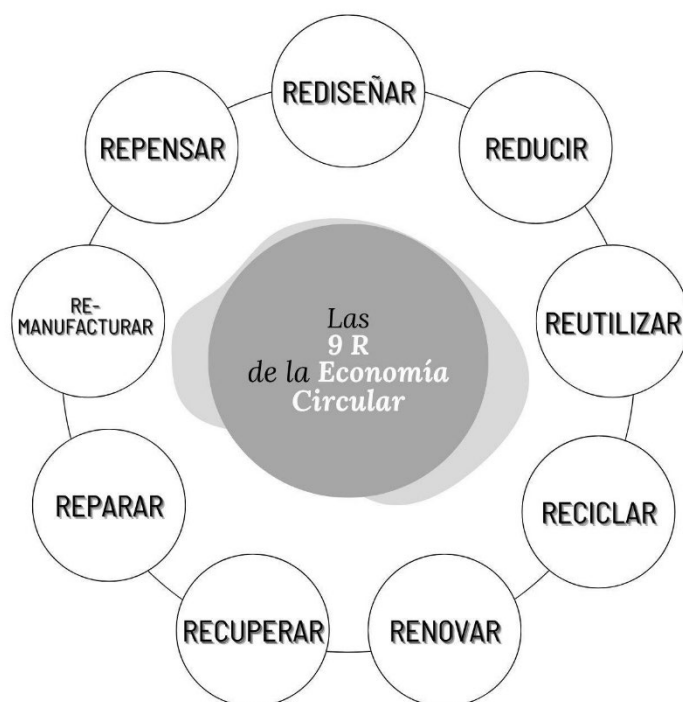 REDISEÑAR
REDUCIR
REUTILIZAR
RECICLAR
RENOVAR
RECUPERAR
REPARAR
RE-
MANUFACTURAR
REPENSAR
Las
9 R
de la Economía
Circular